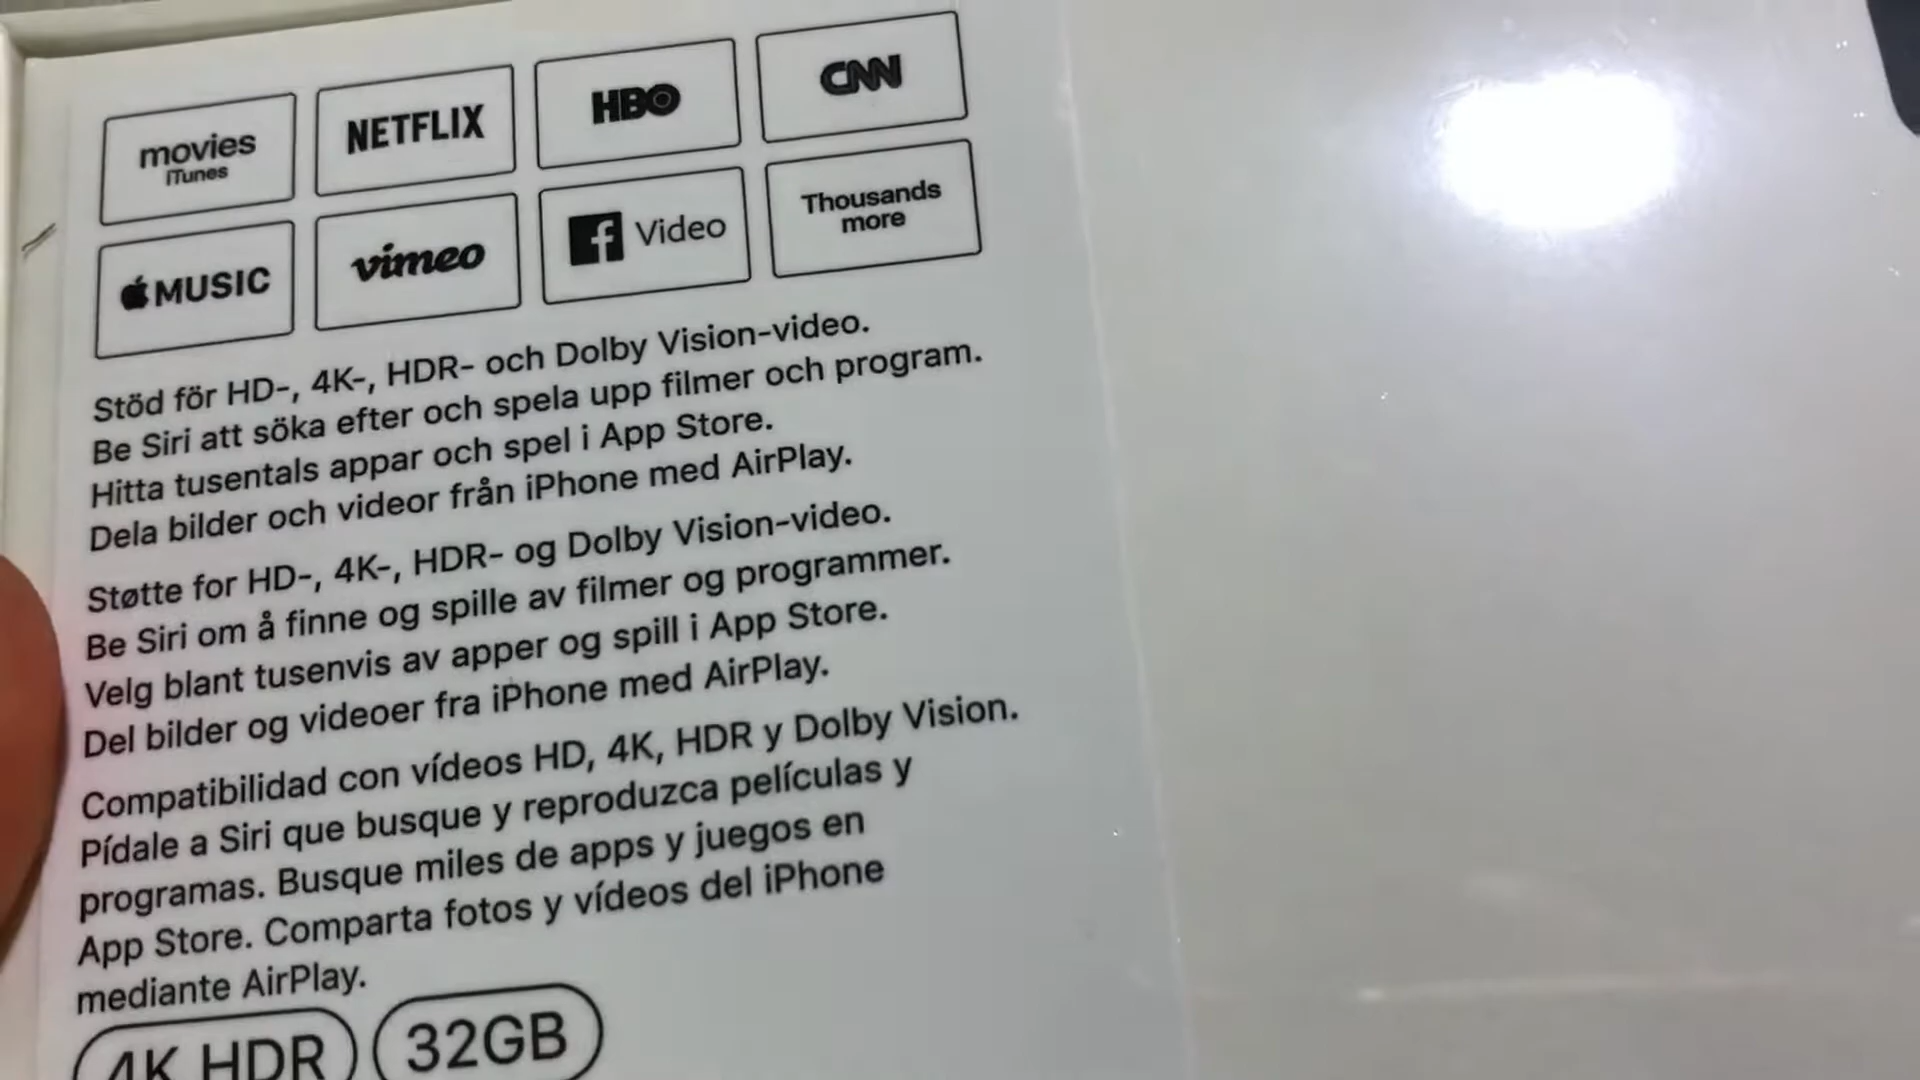 movies
iTunes
NETFLIX
HBO
CNN
MUSIC
vimeo
f Video
Thousands
more
Stöd för HD-, 4K-, HDR- och Dolby Vision-video.
Be Siri att söka efter och spela upp filmer och program.
Hitta tusentals appar och spel i App Store.
Dela bilder och videor från iPhone med AirPlay.
Støtte for HD-, 4K-, HDR- og Dolby Vision-video.
Be Siri om å finne og spille av filmer og programmer.
Velg blant tusenvis av apper og spill i App Store.
Del bilder og videoer fra iPhone med AirPlay.
Compatibilidad con vídeos HD, 4K, HDR y Dolby Vision.
Pídale a Siri que busque y reproduzca películas y
programas. Busque miles de apps y juegos en
App Store. Comparta fotos y vídeos del iPhone
mediante AirPlay.
4K HDR 32GB